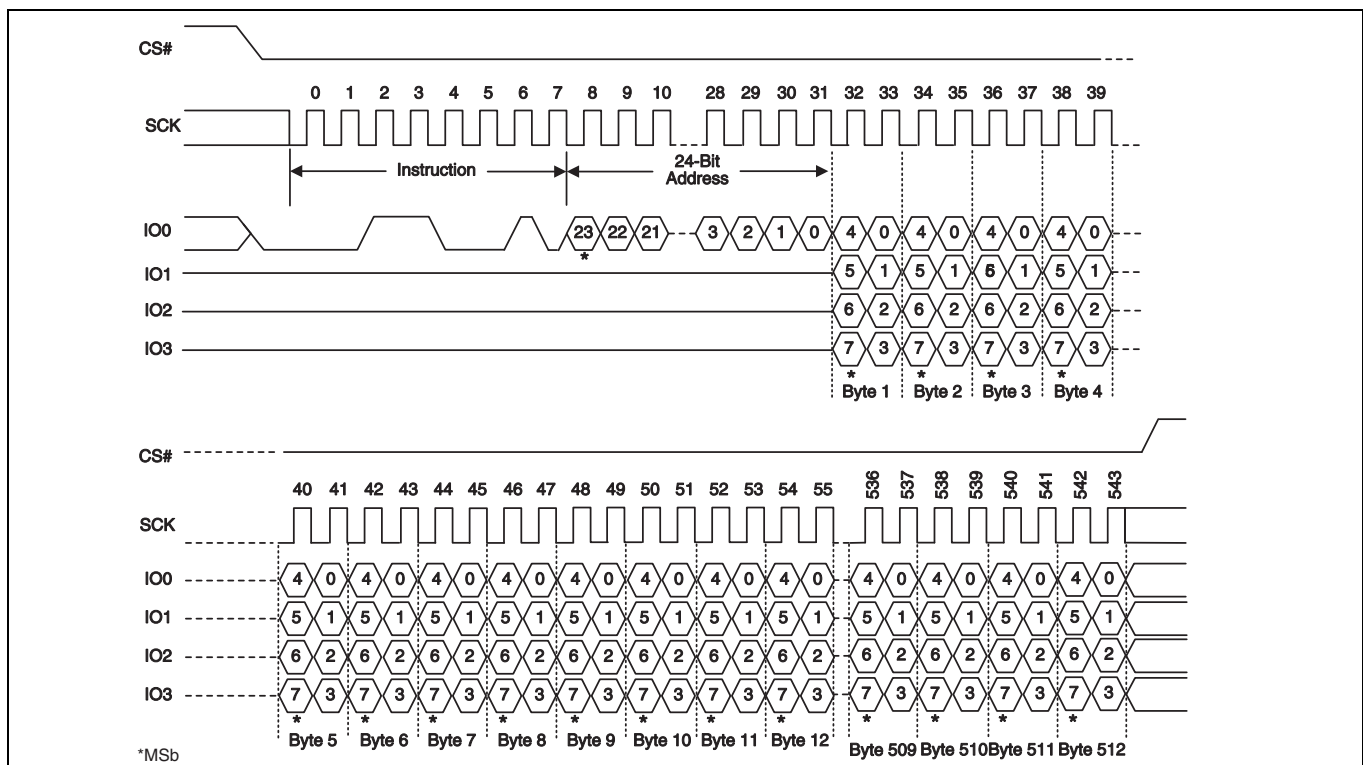 CS#
0 1 2 3 4 5 6 7 8 9 10 28 29 30 31 32 33 34 35 36 37 38 39
SCK
Instruction
24-Bit
Address
IO0 23 22 21 3 2 1 0 4 0 4 0 4 0 4 0
*
IO1 5 1 5 1 6 1 5 1
IO2 6 2 6 2 6 2 6 2
IO3 7 3 7 3 7 3 7 3
* * * *
Byte 1 Byte 2 Byte 3 Byte 4
CS#
40 41 42 43 44 45 46 47 48 49 50 51 52 53 54 55 536 537 538 539 540 541 542 543
SCK
IO0 4 0 4 0 4 0 4 0 4 0 4 0 4 0 4 0 4 0 4 0 4 0 4 0
IO1 5 1 5 1 5 1 5 1 5 1 5 1 5 1 5 1 5 1 5 1 5 1 5 1
IO2 6 2 6 2 6 2 6 2 6 2 6 2 6 2 6 2 6 2 6 2 6 2 6 2
IO3 7 3 7 3 7 3 7 3 7 3 7 3 7 3 7 3 7 3 7 3 7 3 7 3
* * * * * * * * * * * *
Byte 5 Byte 6 Byte 7 Byte 8 Byte 9 Byte 10 Byte 11 Byte 12 Byte 509 Byte 510 Byte 511 Byte 512
*MSb